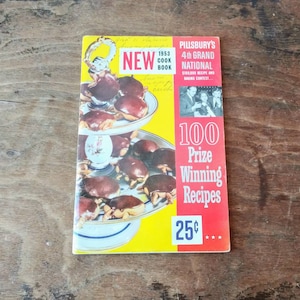 NEW
1953
COOK
BOOK
PILLSBURY'S
4th GRAND
NATIONAL
100
Prize
Winning
Recipes
25¢